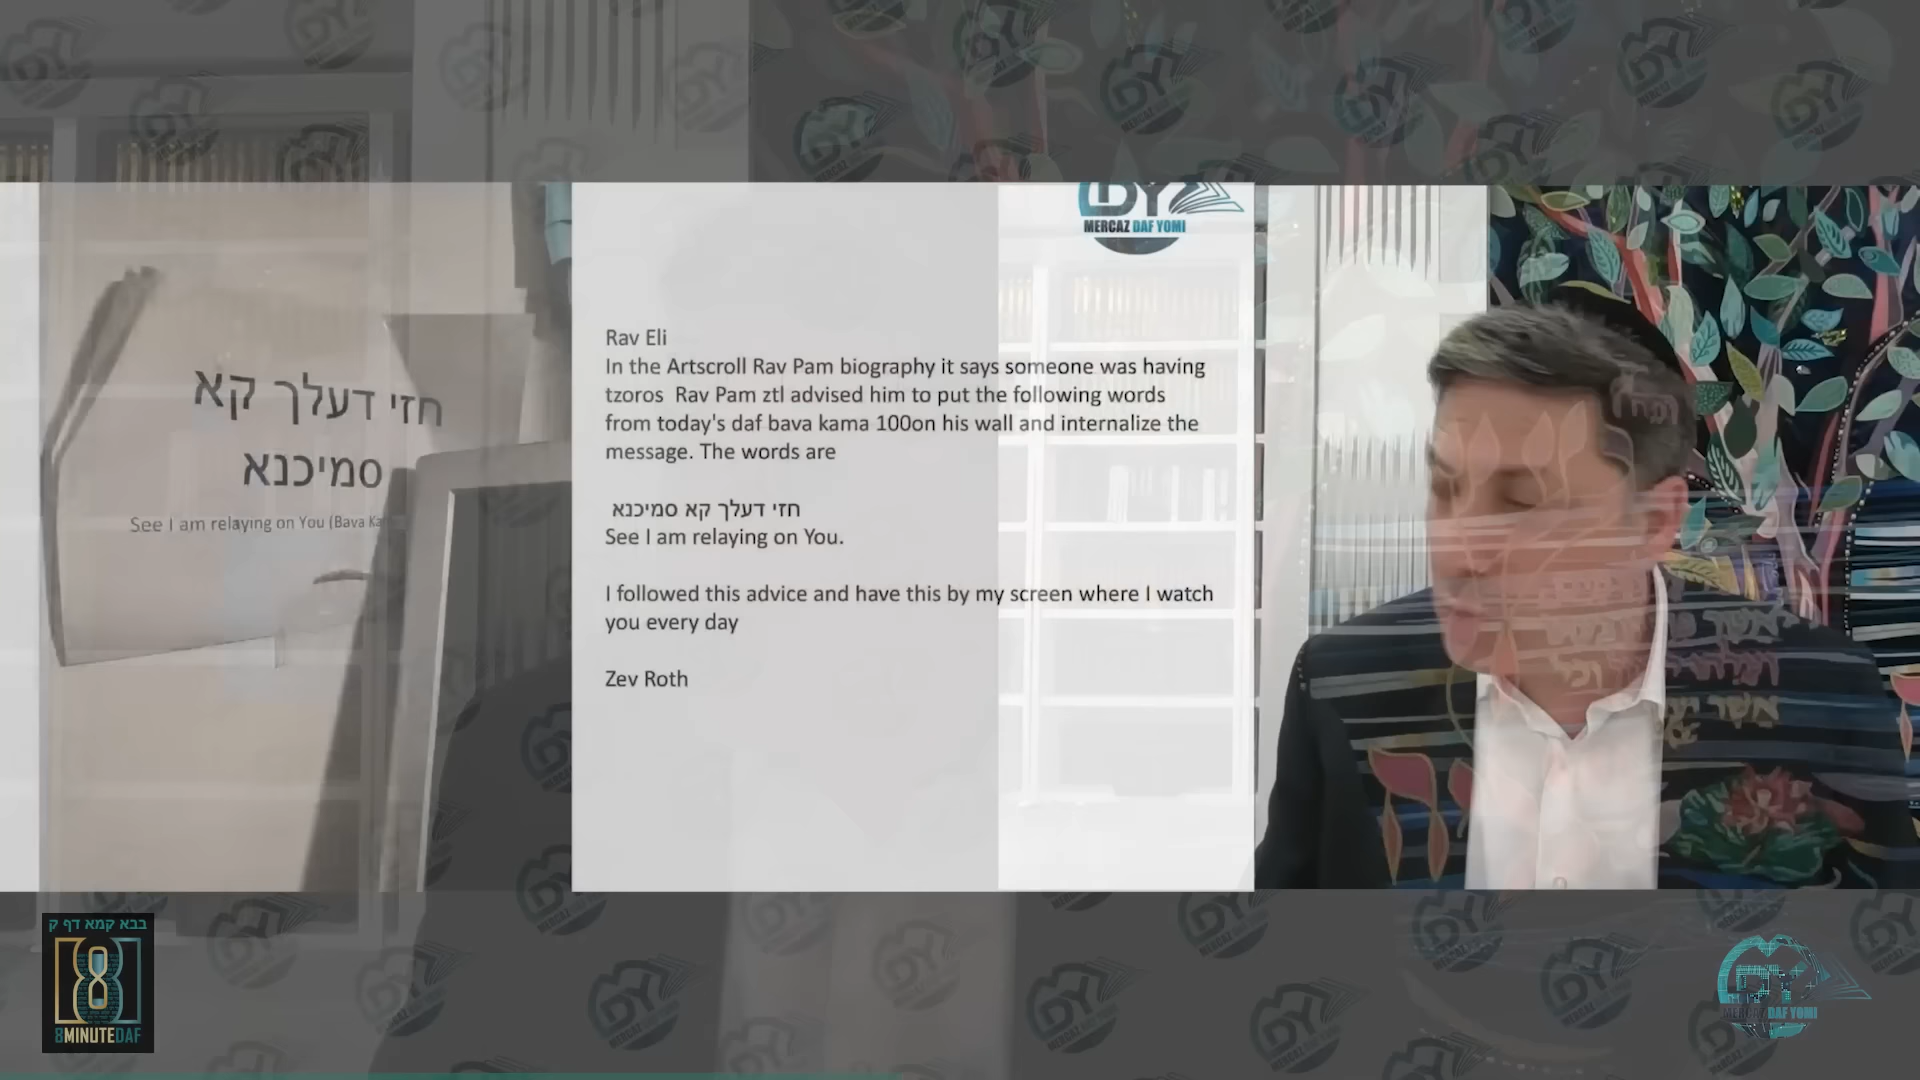 חזי דעלך קא
סמיכנא
See I am relaying on You (Bava Ka
MERCAZ DAF YOMI
Rav Eli
In the Artscroll Rav Pam biography it says someone was having
tzoros Rav Pam ztl advised him to put the following words
from today's daf bava kama 100on his wall and internalize the
message. The words are
חזי דעלך קא סמיכנא
See I am relaying on You.
I followed this advice and have this by my screen where I watch
you every day
Zev Roth
בבא קמא דף ק
8
8MINUTEDAF
DY
MERCAZ DAF YOMI